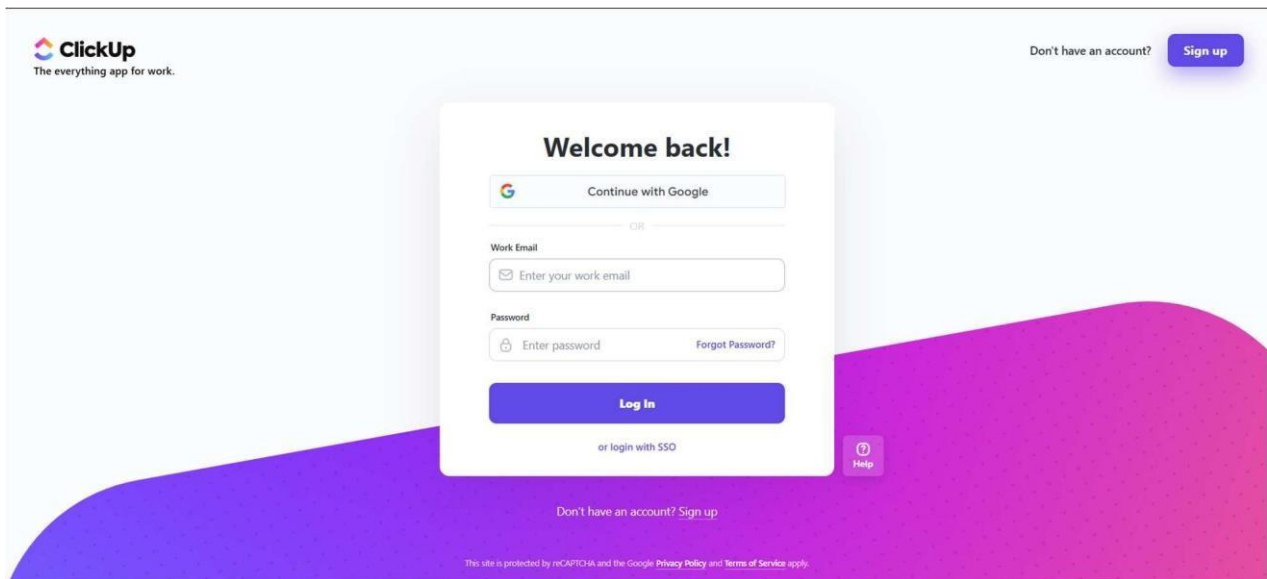 ClickUp
The everything app for work.
Don't have an account? Sign up
Welcome back!
Continue with Google
OR
Work Email
Enter your work email
Password
Enter password Forgot Password?
Log In
or login with SSO
Help
Don't have an account? Sign up
This site is protected by reCAPTCHA and the Google Privacy Policy and Terms of Service apply.